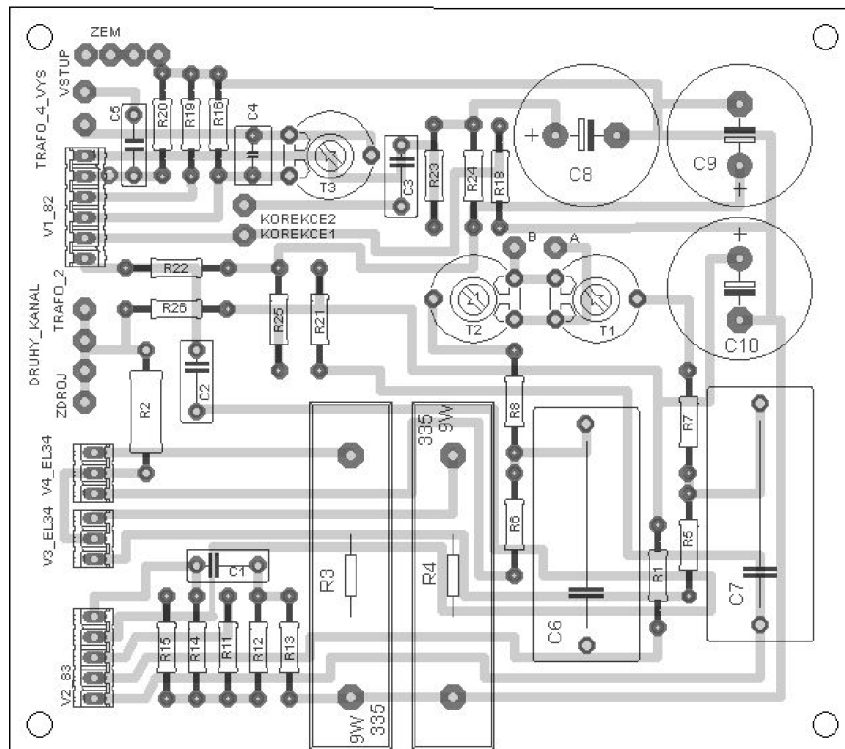 ZEM
VSTUP
TRAFO_4_VYS
V1_82
TRAFO_2
DRUHY_KANAL
ZDROJ
V4_EL34
V3_EL34
V2_83
C5
R20
R19
R16
C4
T3
C3
R23
R24
R18
+
C8
C9
+
KOREKCE2
KOREKCE1
B
A
R22
R26
R25
R21
T2
T1
+
C10
R2
C2
R8
R7
335
9W
R6
R5
R3
R4
R1
C6
C7
C1
R15
R14
R11
R12
R13
9W
335